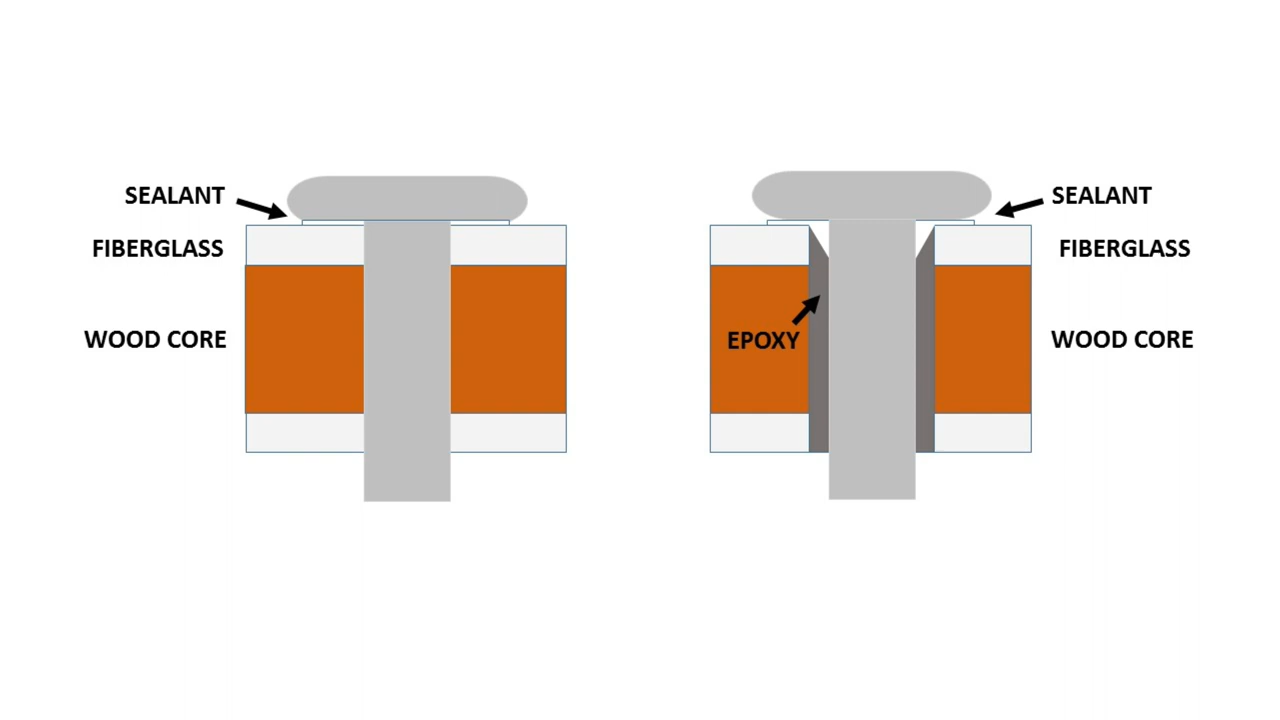 SEALANT
FIBERGLASS
WOOD CORE
EPOXY
SEALANT
FIBERGLASS
WOOD CORE